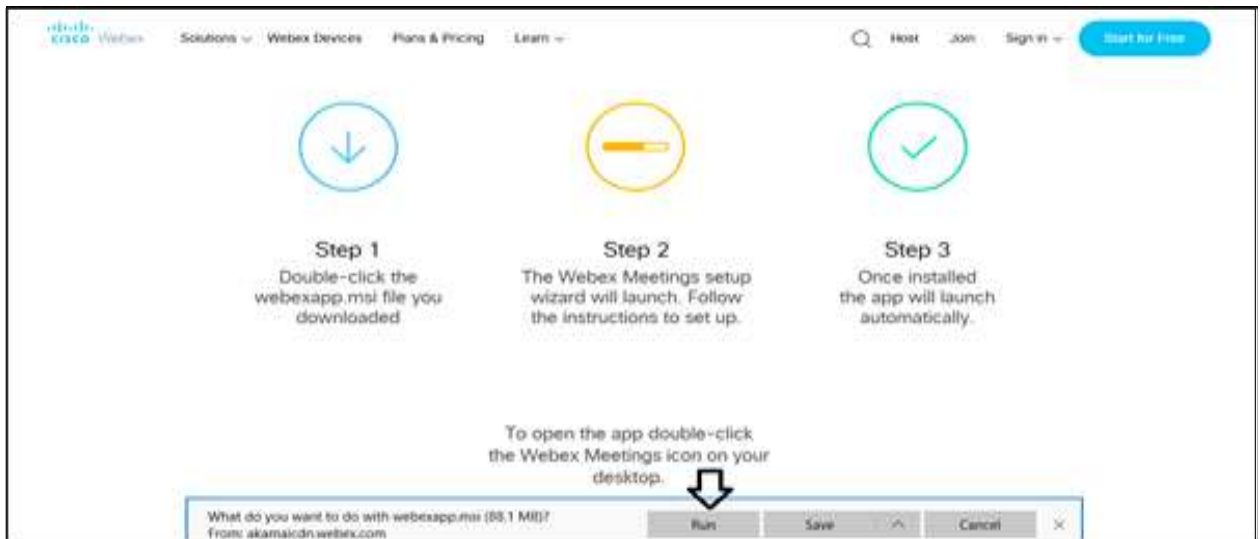 cisco Webex
Solutions Webex Devices Plans & Pricing Learn Host Join Sign in Start for Free
Step 1
Double-click the
webexapp.msi file you
downloaded
Step 2
The Webex Meetings setup
wizard will launch. Follow
the instructions to set up.
Step 3
Once installed
the app will launch
automatically.
To open the app double-click
the Webex Meetings icon on your
desktop.
What do you want to do with webexapp.msi (88.1 MB)?
From: akamaicdn.webex.com
Run Save Cancel